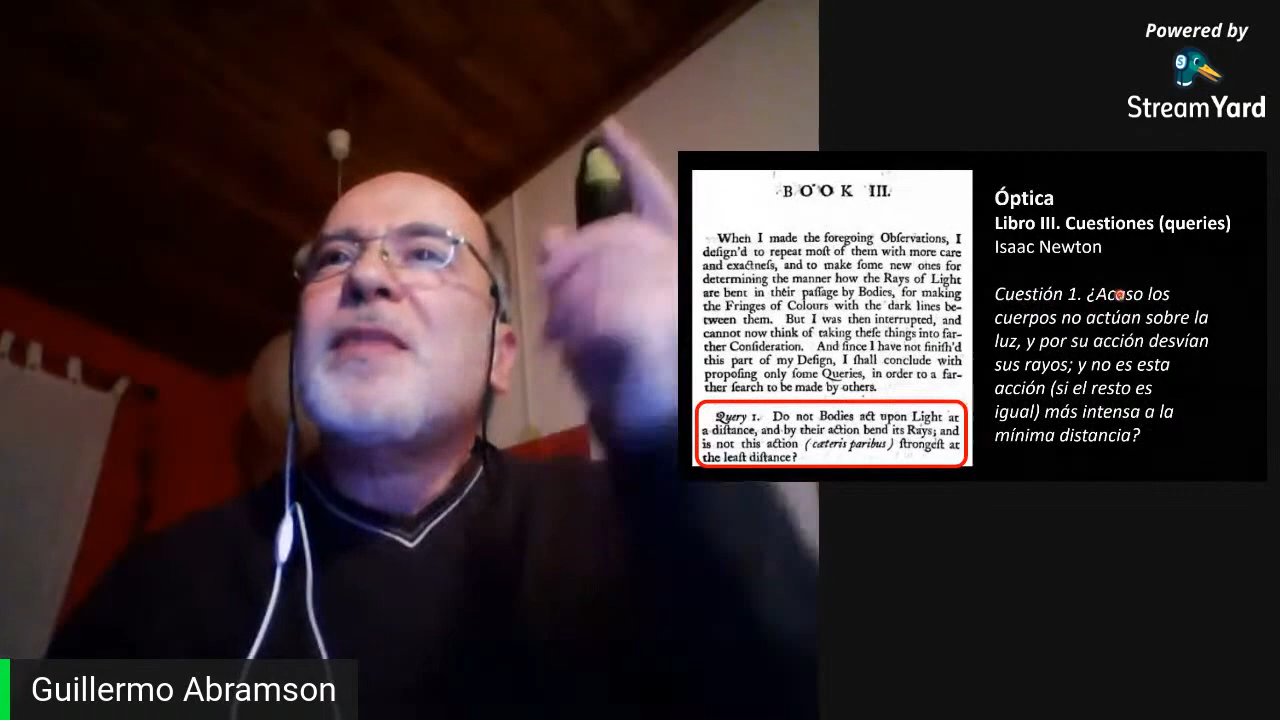 Powered by
S
StreamYard
BOOK III.
When I made the foregoing Obſervations, I
deſign'd to repeat moſt of them with more care
and exactneſs, and to make ſome new ones for
determining the manner how the Rays of Light
are bent in their paſſage by Bodies, for making
the Fringes of Colours with the dark lines be-
tween them. But I was then interrupted, and
cannot now think of taking theſe things into far-
ther Conſideration. And ſince I have not finiſh'd
this part of my Deſign, I ſhall conclude with
propoſing only ſome Queries, in order to a far-
ther ſearch to be made by others.
Query 1. Do not Bodies act upon Light at
a diſtance, and by their action bend its Rays; and
is not this action (cæteris paribus) ſtrongeſt at
the leaſt diſtance?
Óptica
Libro III. Cuestiones (queries)
Isaac Newton
Cuestión 1. ¿Acaso los
cuerpos no actúan sobre la
luz, y por su acción desvían
sus rayos; y no es esta
acción (si el resto es
igual) más intensa a la
mínima distancia?
Guillermo Abramson